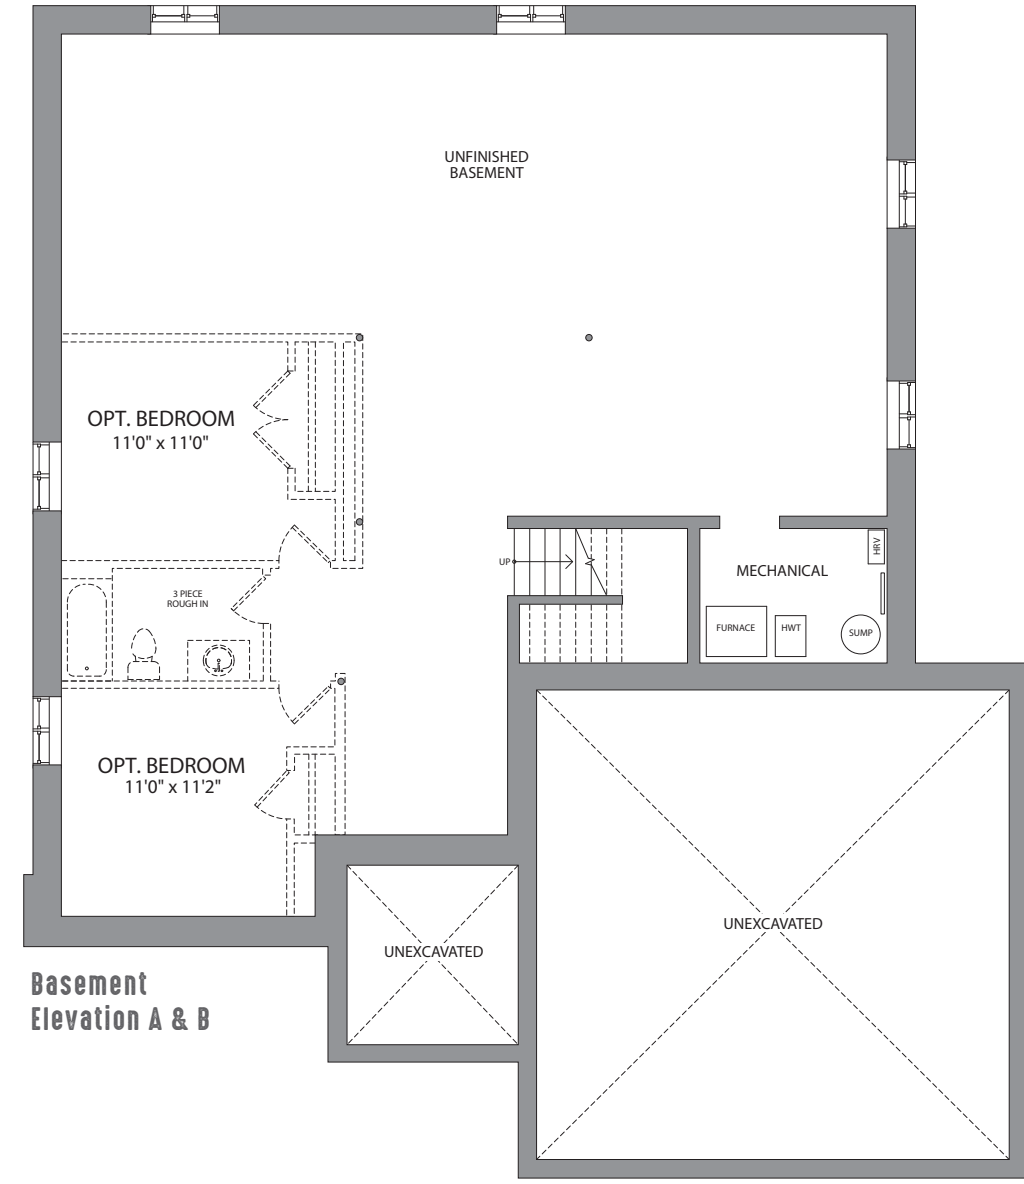 UNFINISHED
BASEMENT
OPT. BEDROOM
11'0" x 11'0"
UP
MECHANICAL
HRV
3 PIECE
ROUGH IN
FURNACE
HWT
SUMP
OPT. BEDROOM
11'0" x 11'2"
UNEXCAVATED
UNEXCAVATED
Basement
Elevation A & B